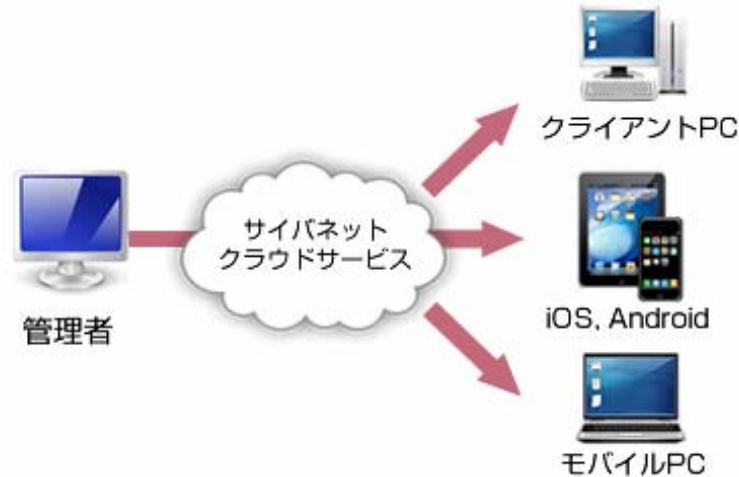 管理者
サイバネット
クラウドサービス
クライアントPC
iOS, Android
モバイルPC